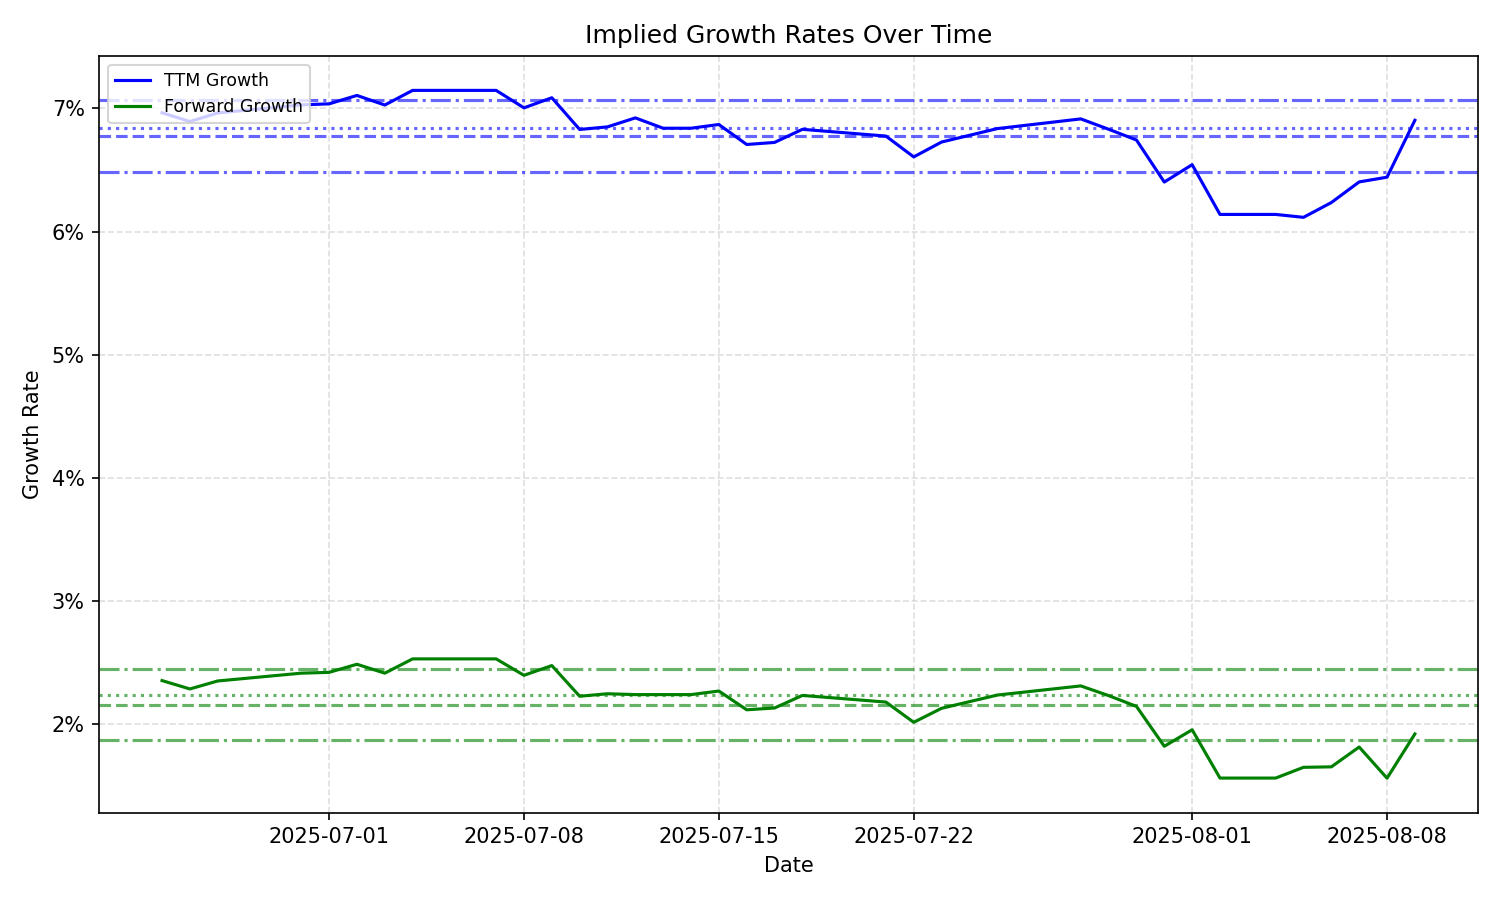 Implied Growth Rates Over Time
TTM Growth
Forward Growth
7%
6%
5%
4%
3%
2%
Growth Rate
2025-07-01
2025-07-08
2025-07-15
2025-07-22
2025-08-01
2025-08-08
Date